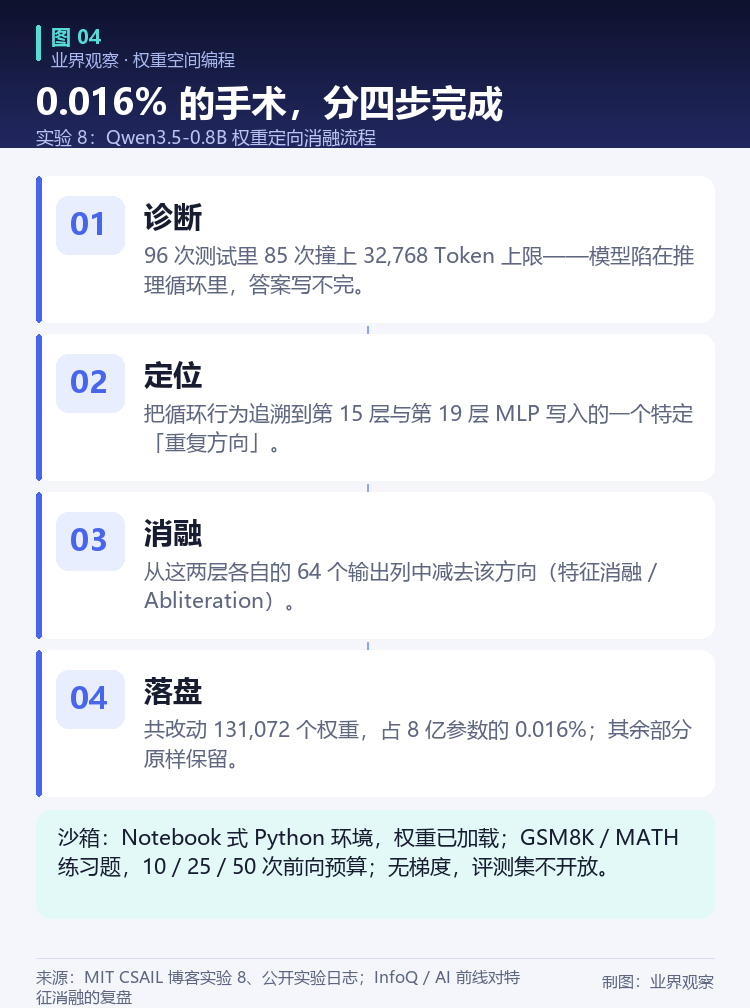 图 04
业界观察 · 权重空间编程
0.016% 的手术，分四步完成
实验 8：Qwen3.5-0.8B 权重定向消融流程
01
诊断
96 次测试里 85 次撞上 32,768 Token 上限——模型陷在推
理循环里，答案写不完。
02
定位
把循环行为追溯到第 15 层与第 19 层 MLP 写入的一个特定
「重复方向」。
03
消融
从这两层各自的 64 个输出列中减去该方向（特征消融 /
Abliteration）。
04
落盘
共改动 131,072 个权重，占 8 亿参数的 0.016%；其余部分
原样保留。
沙箱：Notebook 式 Python 环境，权重已加载；GSM8K / MATH
练习题，10 / 25 / 50 次前向预算；无梯度，评测集不开放。
来源：MIT CSAIL 博客实验 8、公开实验日志；InfoQ / AI 前线对特
征消融的复盘
制图：业界观察